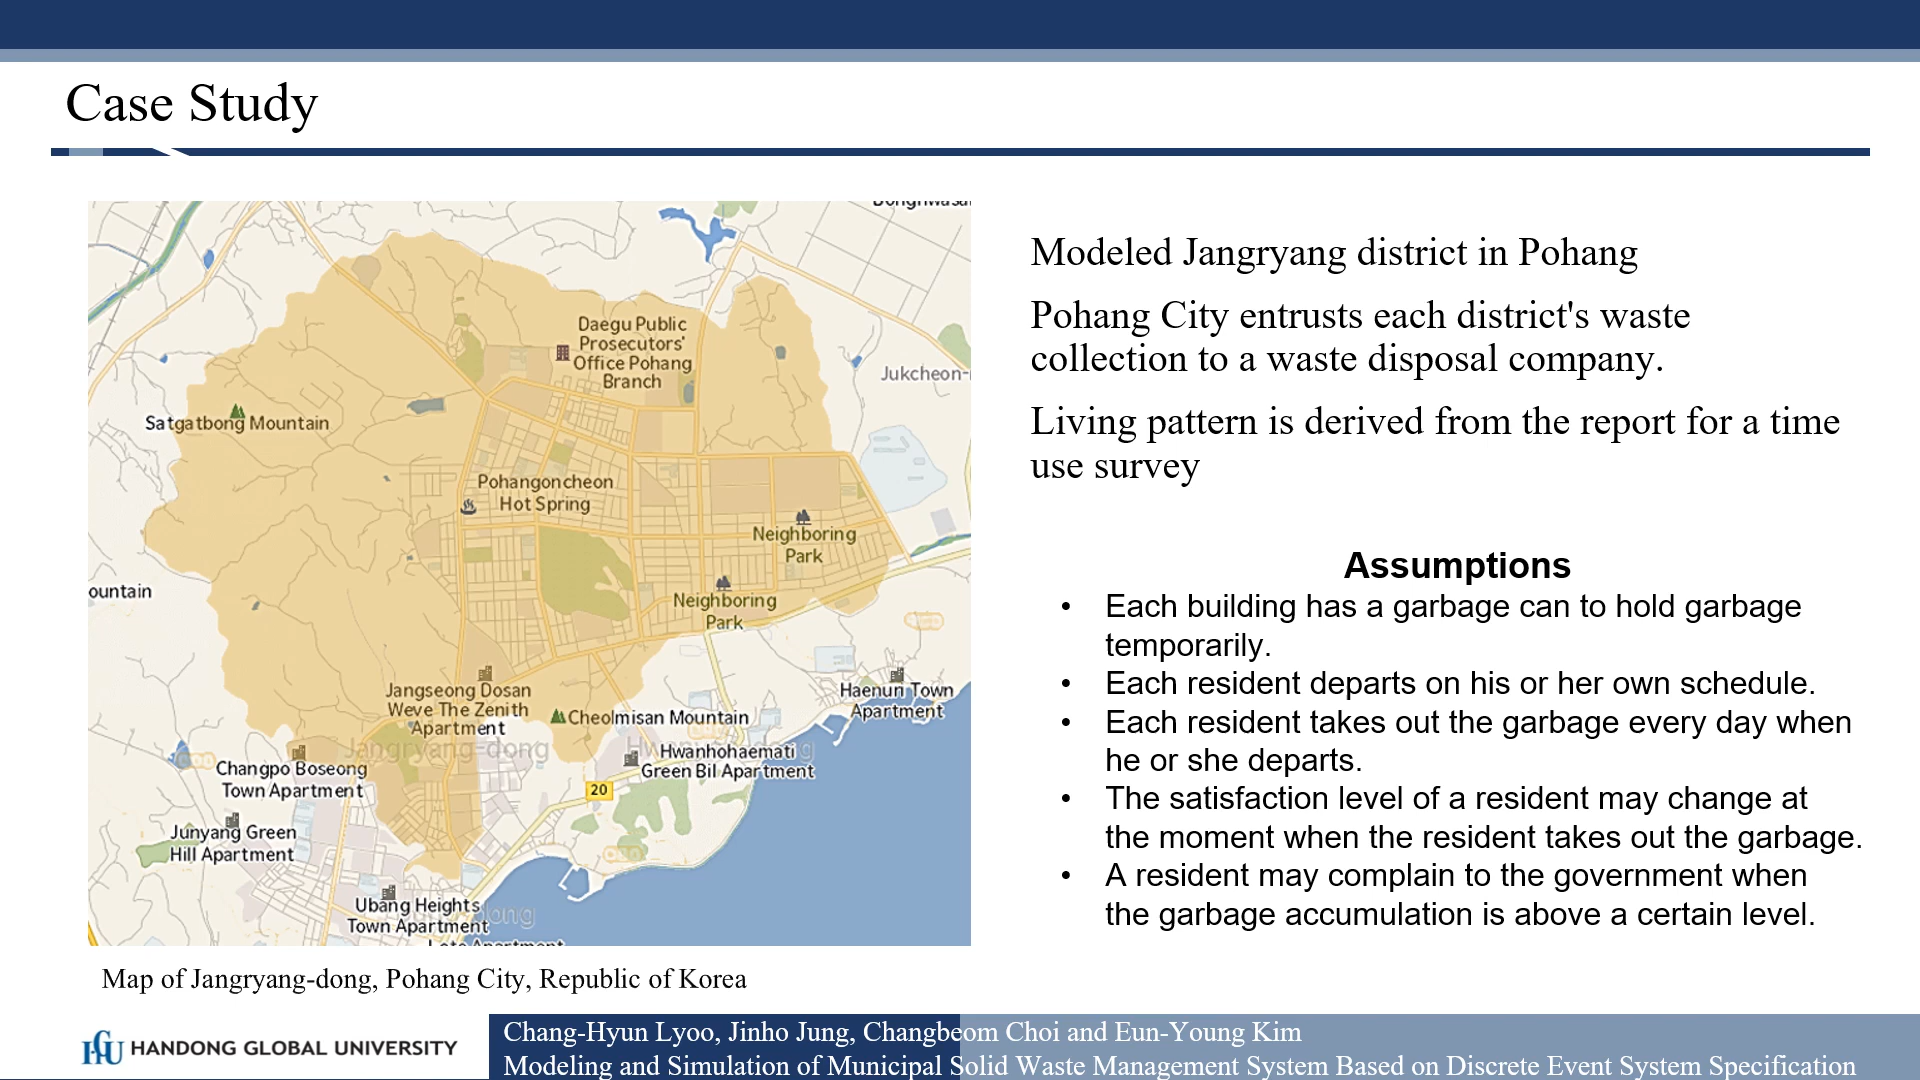 Case Study
Donghwasan
Daegu Public
Prosecutors'
Office Pohang
Branch
Jukcheon-
Satgatbong Mountain
Pohangoncheon
Hot Spring
Neighboring
Park
ountain
Neighboring
Park
Jangseong Dosan
Weve The Zenith
Apartment
Haenun Town
Apartment
Cheolmisan Mountain
Jangryang-dong
Hwanhohaemati
Green Bil Apartment
Changpo Boseong
Town Apartment
20
Junyang Green
Hill Apartment
Ubang Heights
Town Apartment
Map of Jangryang-dong, Pohang City, Republic of Korea
Modeled Jangryang district in Pohang
Pohang City entrusts each district's waste
collection to a waste disposal company.
Living pattern is derived from the report for a time
use survey
Assumptions
• Each building has a garbage can to hold garbage
temporarily.
• Each resident departs on his or her own schedule.
• Each resident takes out the garbage every day when
he or she departs.
• The satisfaction level of a resident may change at
the moment when the resident takes out the garbage.
• A resident may complain to the government when
the garbage accumulation is above a certain level.
HANDONG GLOBAL UNIVERSITY
Chang-Hyun Lyoo, Jinho Jung, Changbeom Choi and Eun-Young Kim
Modeling and Simulation of Municipal Solid Waste Management System Based on Discrete Event System Specification